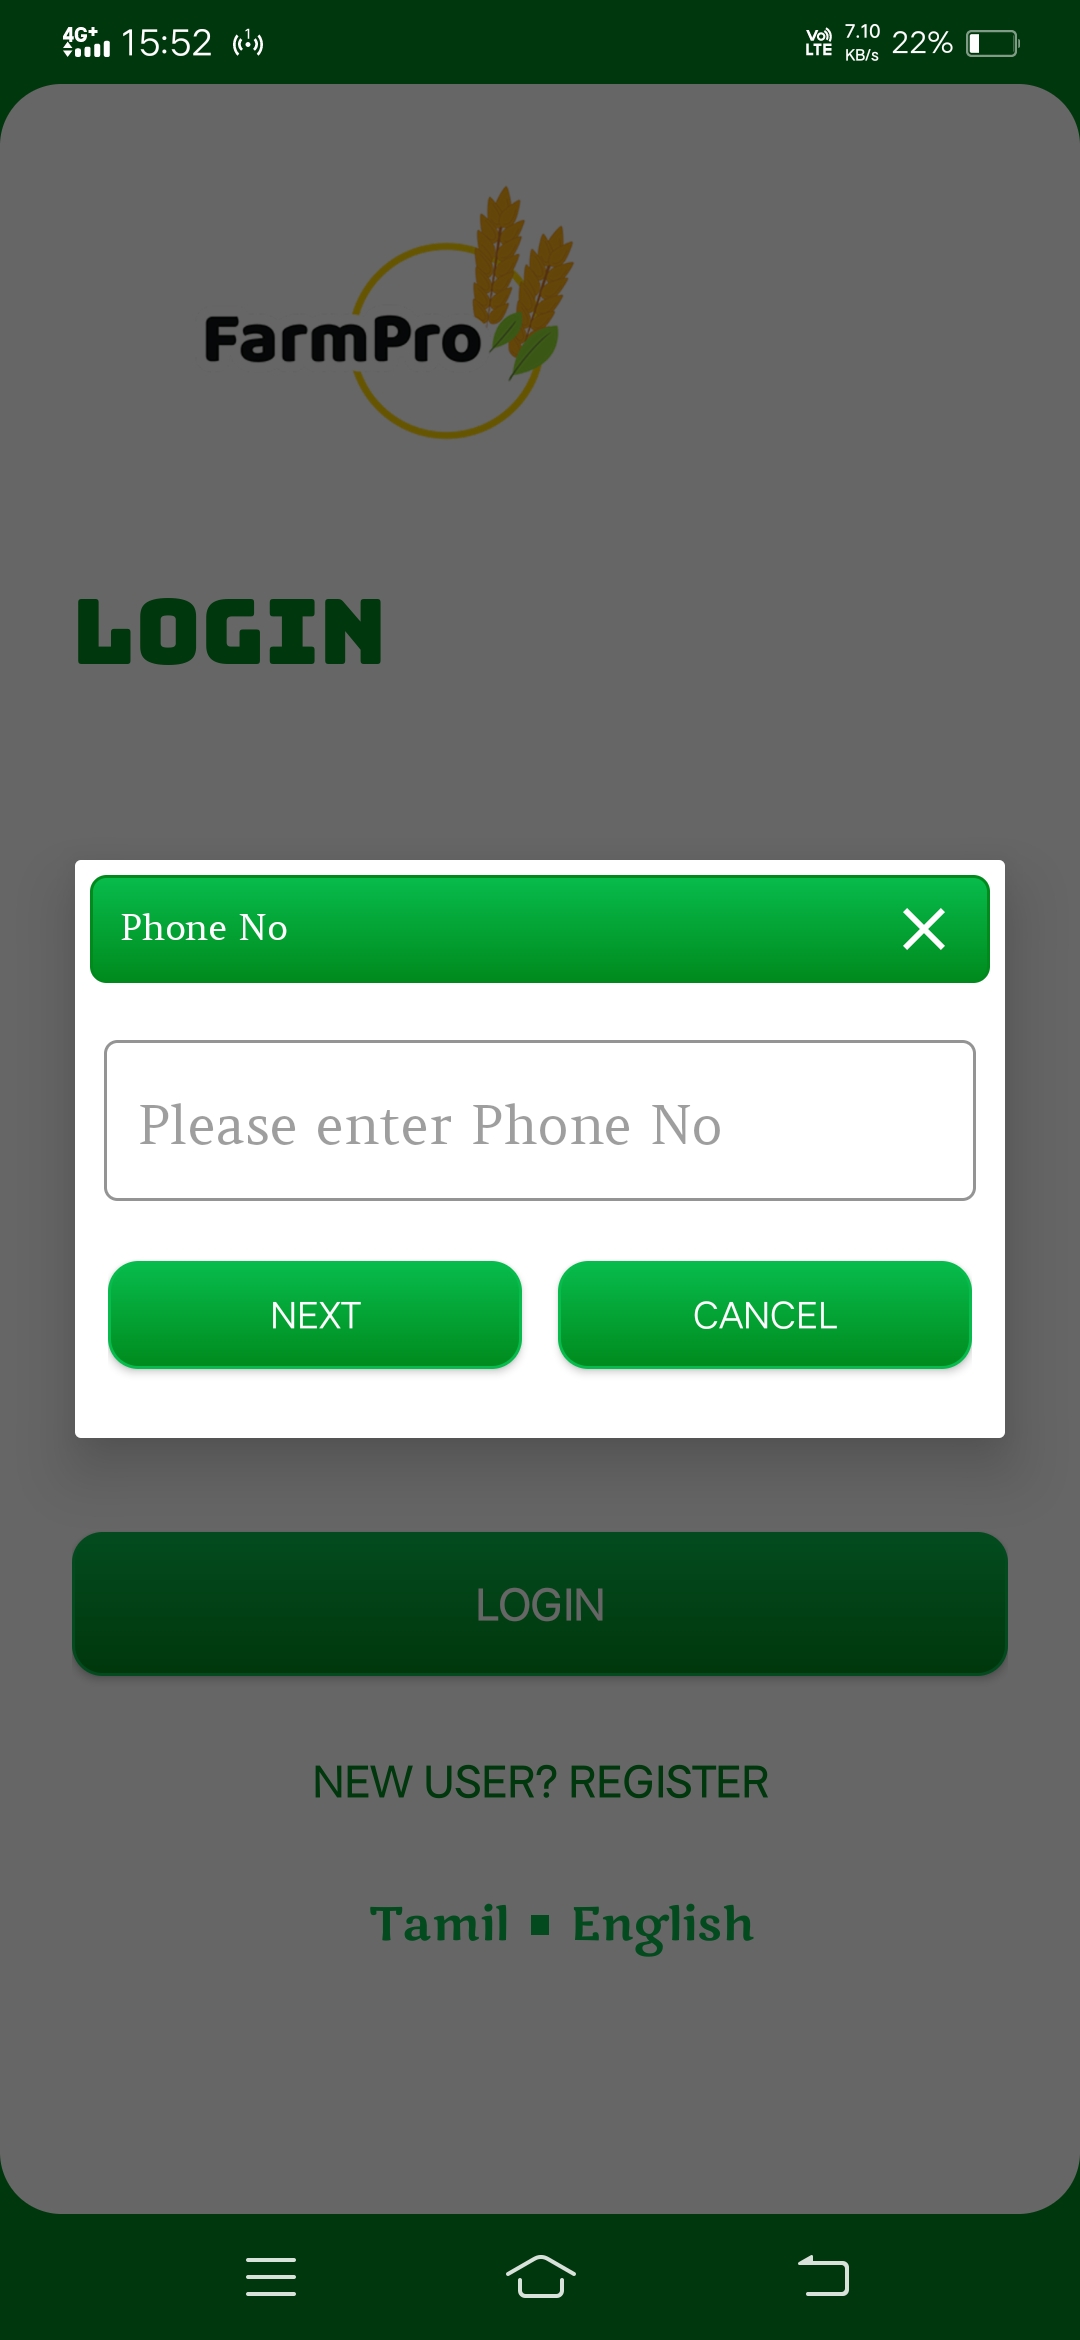 4G+ 15:52 1 Vo) LTE 7.10 KB/s 22%
FarmPro
LOGIN
Phone No
Please enter Phone No
NEXT CANCEL
LOGIN
NEW USER? REGISTER
Tamil ▪ English